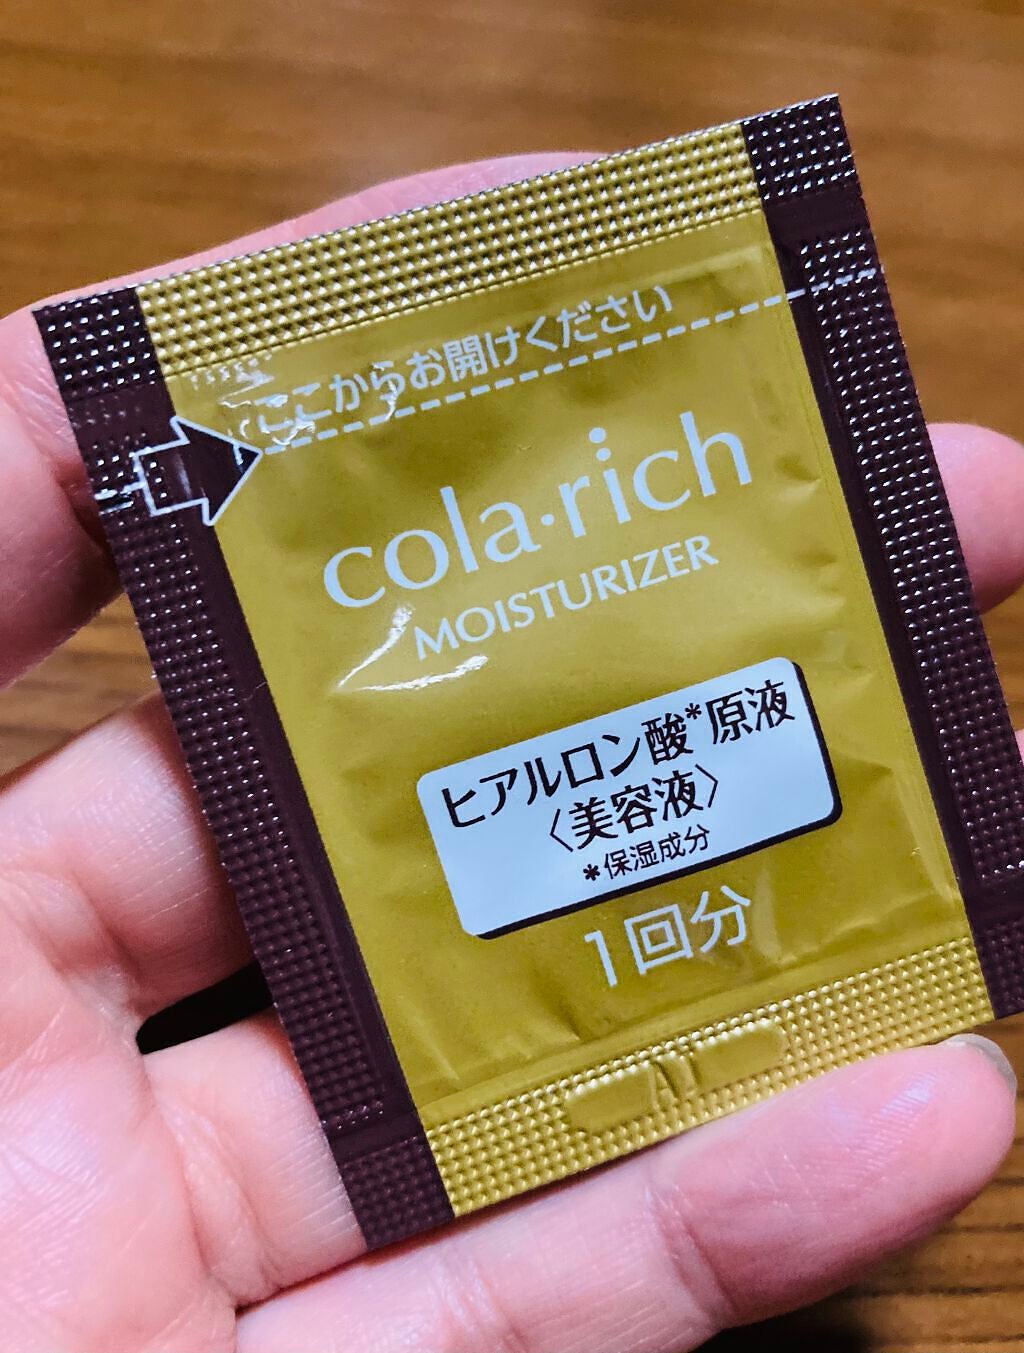 ここからお開けください
cola·rich
MOISTURIZER
ヒアルロン酸*原液
〈美容液〉
*保湿成分
1回分